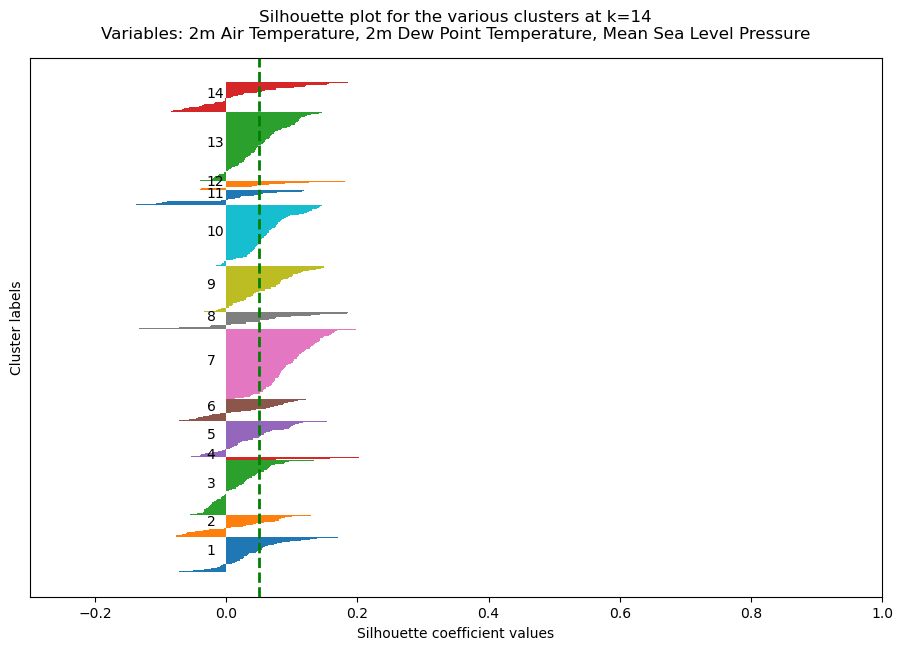 Silhouette plot for the various clusters at k=14
Variables: 2m Air Temperature, 2m Dew Point Temperature, Mean Sea Level Pressure
Cluster labels
14
13
12
11
10
9
8
7
6
5
4
3
2
1
−0.2 0.0 0.2 0.4 0.6 0.8 1.0
Silhouette coefficient values